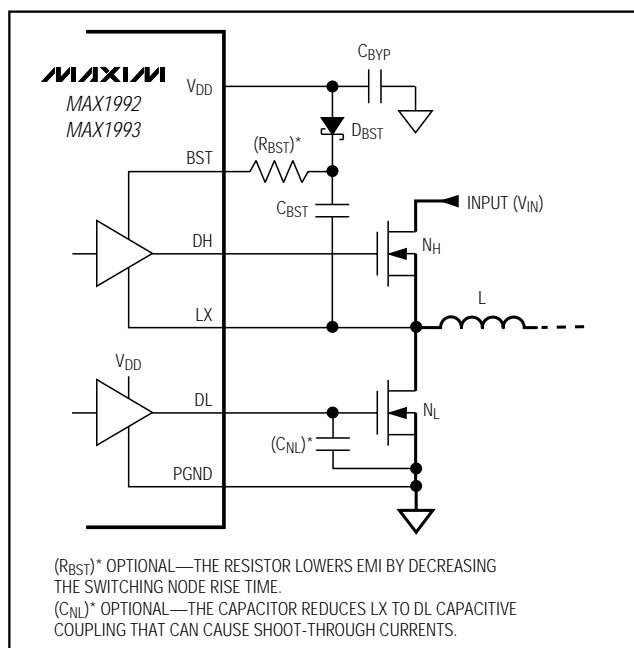 MAXIM
MAX1992
MAX1993
VDD
CBYP
DBST
(RBST)*
BST
CBST
INPUT (VIN)
DH
NH
L
LX
VDD
DL
NL
(CNL)*
PGND
(RBST)* OPTIONAL—THE RESISTOR LOWERS EMI BY DECREASING
THE SWITCHING NODE RISE TIME.
(CNL)* OPTIONAL—THE CAPACITOR REDUCES LX TO DL CAPACITIVE
COUPLING THAT CAN CAUSE SHOOT-THROUGH CURRENTS.